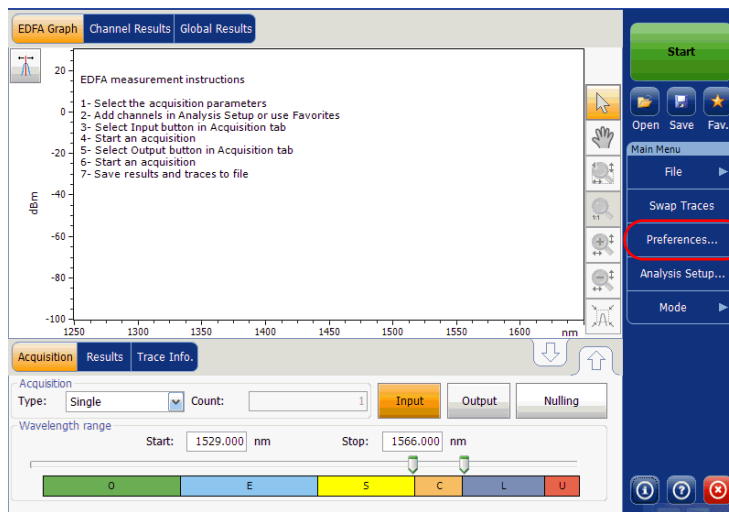 EDFA Graph Channel Results Global Results
Start
EDFA measurement instructions
1- Select the acquisition parameters
2- Add channels in Analysis Setup or use Favorites
3- Select Input button in Acquisition tab
4- Start an acquisition
5- Select Output button in Acquisition tab
6- Start an acquisition
7- Save results and traces to file
20
0
-20
-40
-60
-80
-100
dBm
1250 1300 1350 1400 1450 1500 1550 1600 nm
1:1
Open Save Fav.
Main Menu
File
Swap Traces
Preferences...
Analysis Setup...
Mode
Acquisition Results Trace Info.
Acquisition
Type: Single Count: 1 Input Output Nulling
Wavelength range
Start: 1529.000 nm Stop: 1566.000 nm
O E S C L U